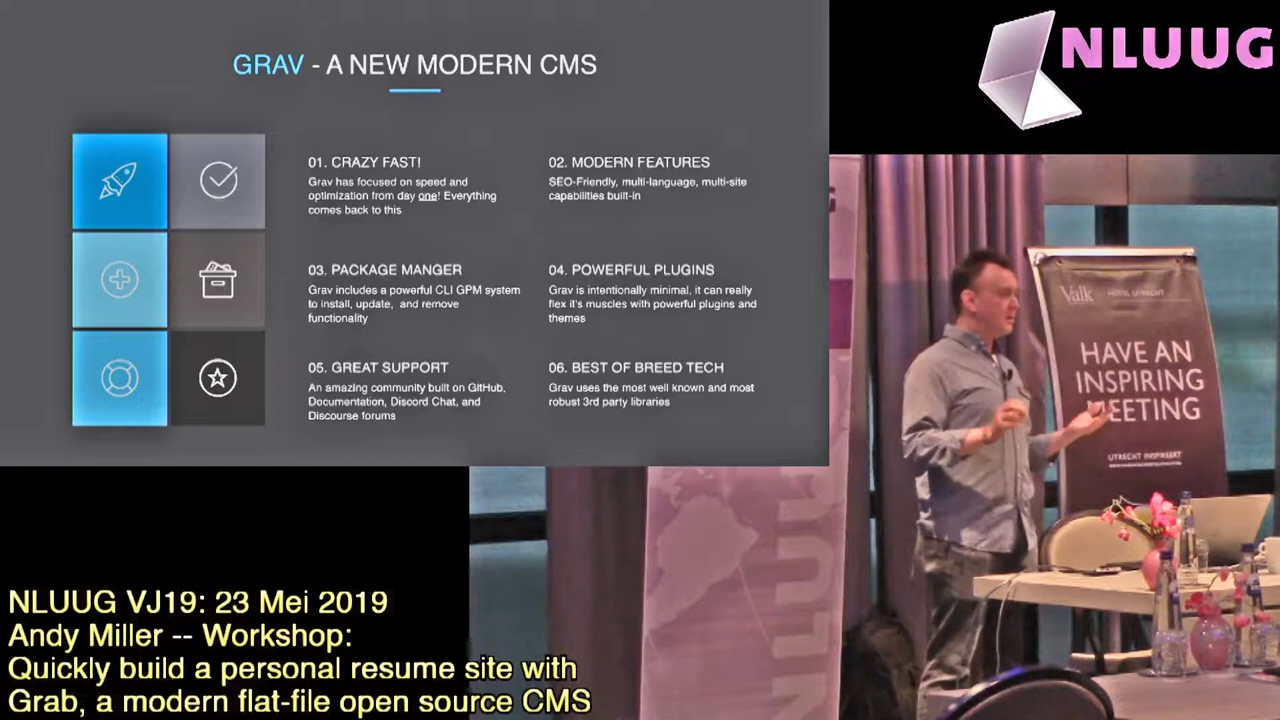 GRAV - A NEW MODERN CMS
01. CRAZY FAST!
Grav has focused on speed and
optimization from day one! Everything
comes back to this
02. MODERN FEATURES
SEO-Friendly, multi-language, multi-site
capabilities built-in
03. PACKAGE MANGER
Grav includes a powerful CLI GPM system
to install, update, and remove
functionality
04. POWERFUL PLUGINS
Grav is intentionally minimal, it can really
flex it's muscles with powerful plugins and
themes
05. GREAT SUPPORT
An amazing community built on GitHub,
Documentation, Discord Chat, and
Discourse forums
06. BEST OF BREED TECH
Grav uses the most well known and most
robust 3rd party libraries
NLUUG
Valk HOTEL UTRECHT
HAVE AN
INSPIRING
MEETING
UTRECHT INSPIREERT
NLUUG
NLUUG VJ19: 23 Mei 2019
Andy Miller -- Workshop:
Quickly build a personal resume site with
Grab, a modern flat-file open source CMS